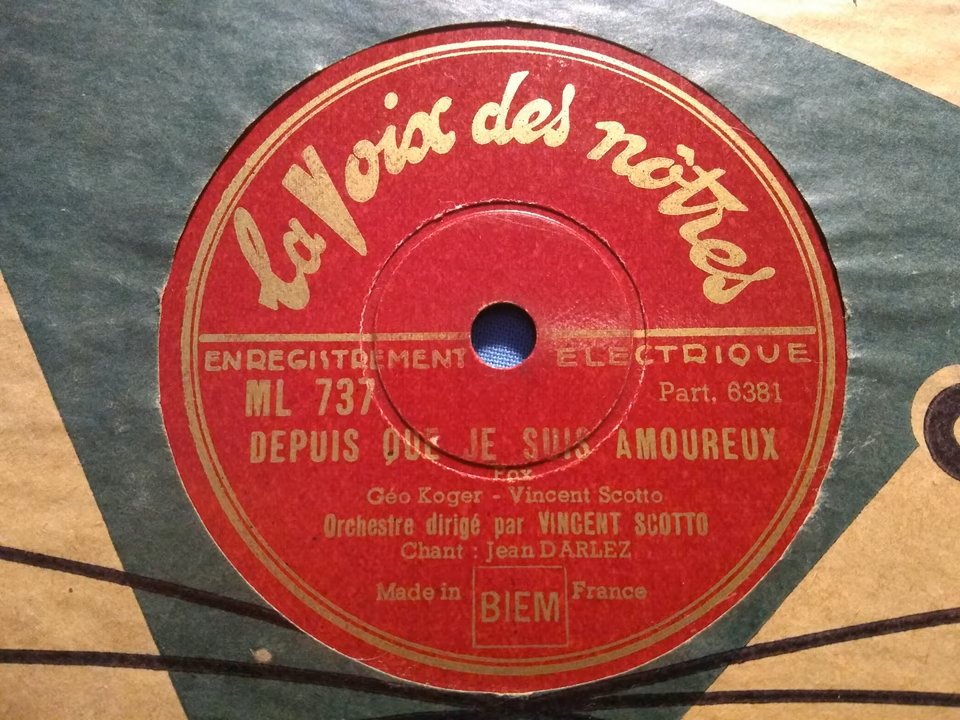 La Voix des nôtres
ENREGISTREMENT ELECTRIQUE
ML 737 Part. 6381
DEPUIS QUE JE SUIS AMOUREUX
Fox
Géo Koger - Vincent Scotto
Orchestre dirigé par VINCENT SCOTTO
Chant : Jean DARLEZ
Made in BIEM France